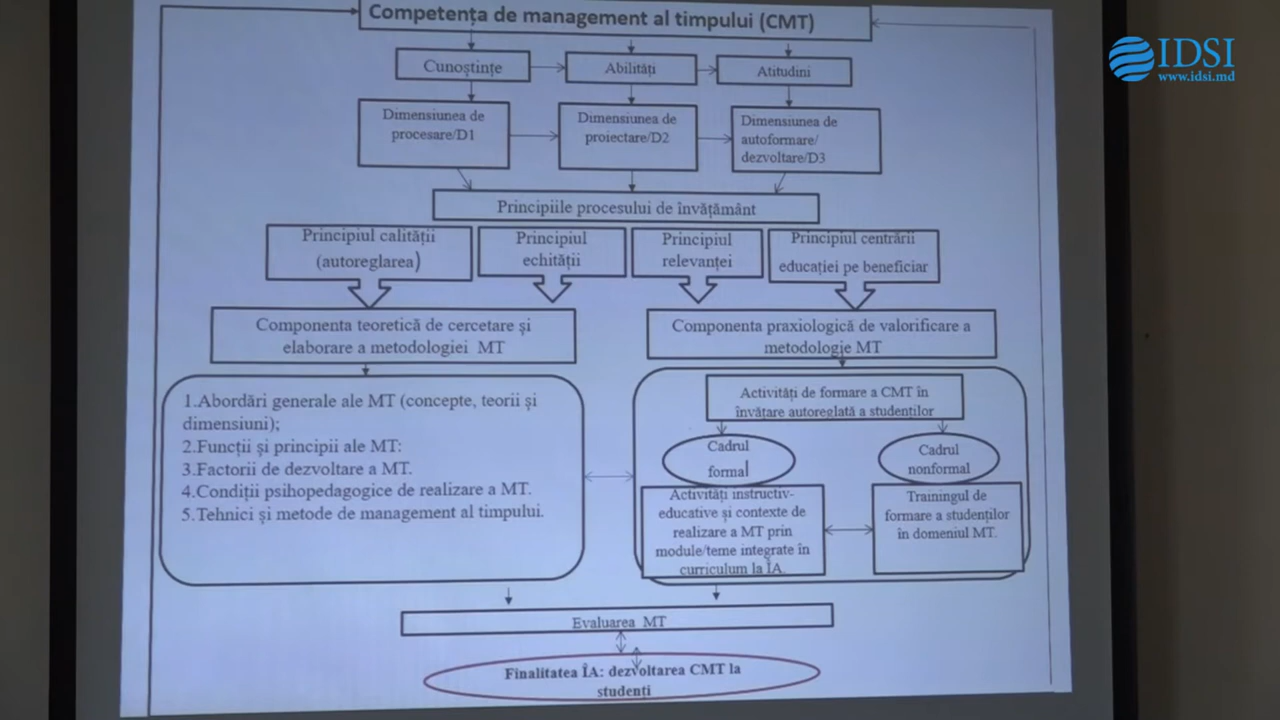 Competența de management al timpului (CMT)
IDSI
www.idsi.md
Cunoștințe
Abilități
Atitudini
Dimensiunea de
procesare/D1
Dimensiunea de
proiectare/D2
Dimensiunea de
autoformare/
dezvoltare/D3
Principiile procesului de învățământ
Principiul calității
(autoreglarea)
Principiul
echității
Principiul
relevanței
Principiul centrării
educației pe beneficiar
Componenta teoretică de cercetare și
elaborare a metodologiei MT
Componenta praxiologică de valorificare a
metodologie MT
1.Abordări generale ale MT (concepte, teorii și
dimensiuni);
2.Funcții și principii ale MT:
3.Factorii de dezvoltare a MT.
4.Condiții psihopedagogice de realizare a MT.
5.Tehnici și metode de management al timpului.
Activități de formare a CMT în
învățare autoreglată a studenților
Cadrul
formal
Cadrul
nonformal
Activități instructiv-
educative și contexte de
realizare a MT prin
module/teme integrate în
curriculum la ÎA.
Trainingul de
formare a studenților
în domeniul MT.
Evaluarea MT
Finalitatea ÎA: dezvoltarea CMT la
studenți